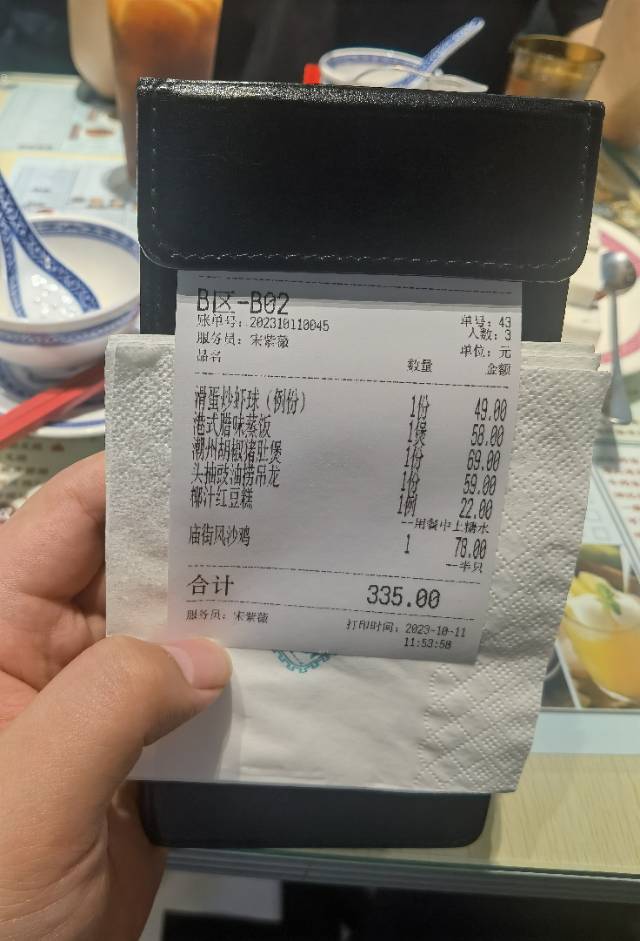 B区-B02
账单号：202310110045 单号：43
服务员：宋紫薇 人数：3
品名 数量 单位：元
金额
滑蛋炒虾球（例份） 1份 49.00
港式腊味蒸饭 1煲 58.00
潮州胡椒猪肚煲 1份 69.00
头抽豉油捞吊龙 1份 59.00
椰汁红豆糕 1例 22.00
--用餐中上糖水
庙街风沙鸡 1 78.00
--半只
合计 335.00
服务员：宋紫薇 打印时间：2023-10-11
11:53:58